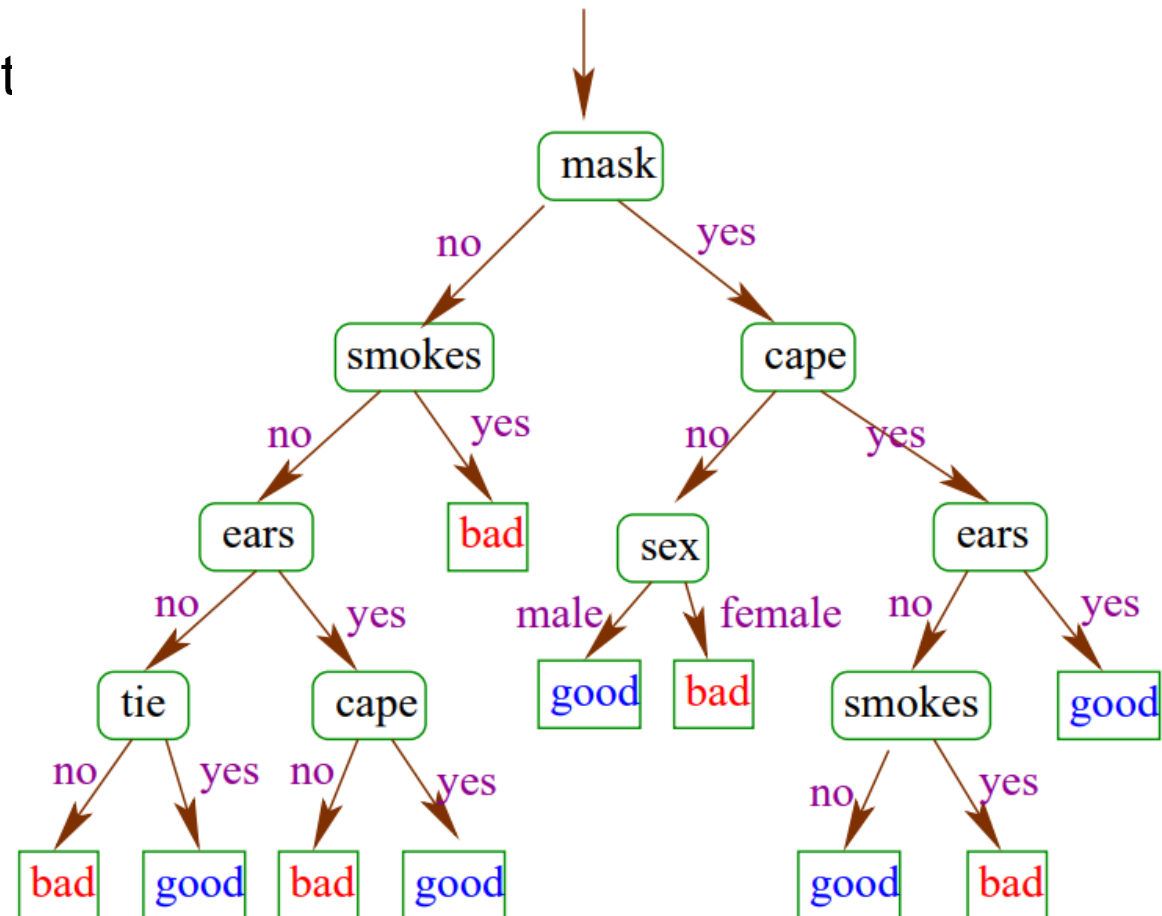 t
mask
no yes
smokes cape
no yes no yes
ears bad sex ears
no yes male female no yes
tie cape good bad smokes good
no yes no yes no yes
bad good bad good good bad